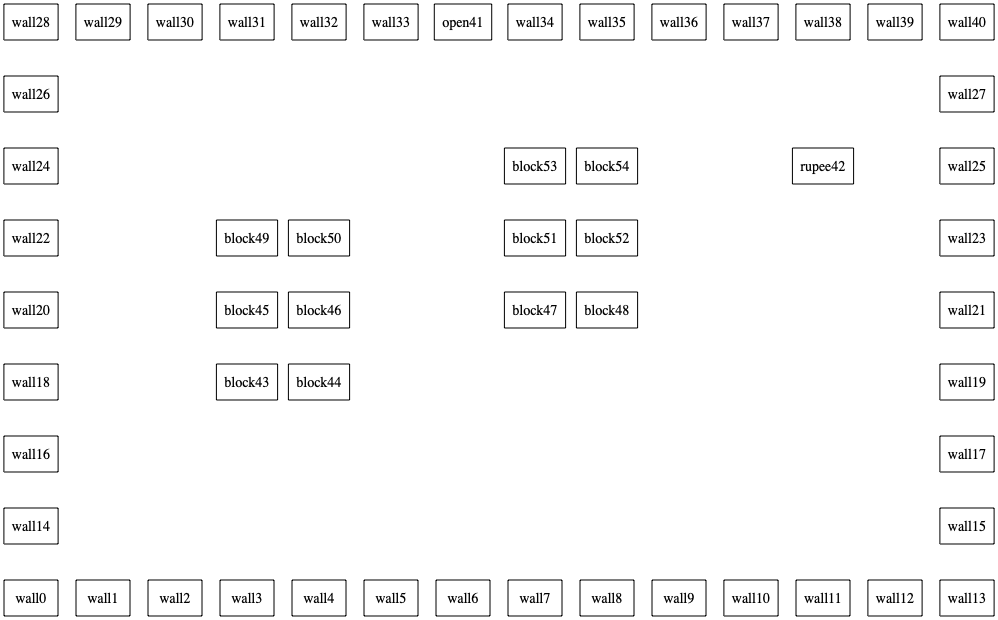 wall28 wall29 wall30 wall31 wall32 wall33 open41 wall34 wall35 wall36 wall37 wall38 wall39 wall40
wall26 wall27
wall24 block53 block54 rupee42 wall25
wall22 block49 block50 block51 block52 wall23
wall20 block45 block46 block47 block48 wall21
wall18 block43 block44 wall19
wall16 wall17
wall14 wall15
wall0 wall1 wall2 wall3 wall4 wall5 wall6 wall7 wall8 wall9 wall10 wall11 wall12 wall13